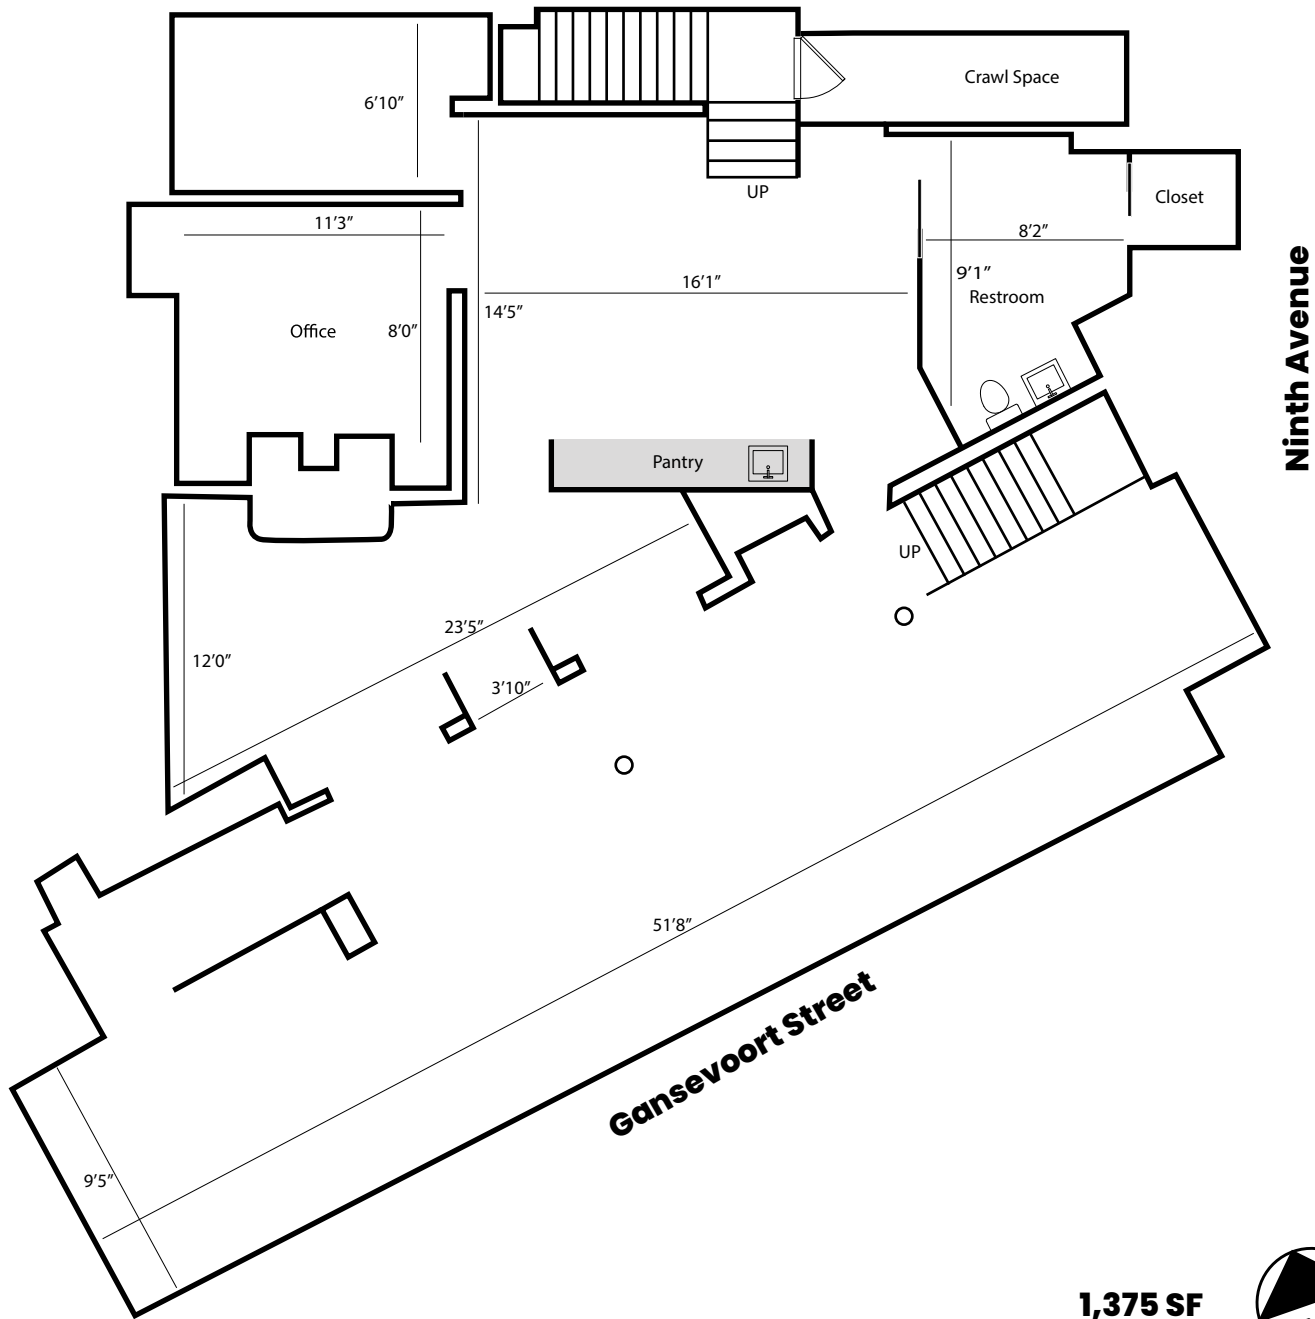 Crawl Space
6’10”
UP
Closet
11’3”
8’2”
9’1”
16’1”
Restroom
14’5”
Office
8’0”
Ninth Avenue
Pantry
UP
23’5”
12’0”
3’10”
51’8”
Gansevoort Street
9’5”
1,375 SF